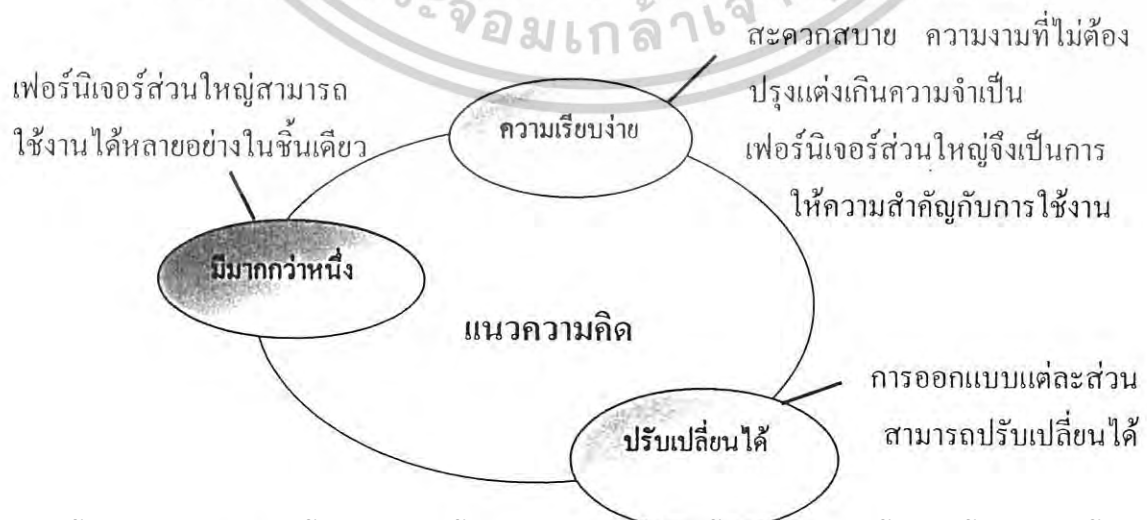 สะดวกสบาย ความงามที่ไม่ต้อง
ปรุงแต่งเกินความจำเป็น
เฟอร์นิเจอร์ส่วนใหญ่จึงเป็นการ
ให้ความสำคัญกับการใช้งาน
เฟอร์นิเจอร์ส่วนใหญ่สามารถ
ใช้งานได้หลายอย่างในชิ้นเดียว
ความเรียบง่าย
มีมากกว่าหนึ่ง
แนวความคิด
การออกแบบแต่ละส่วน
สามารถปรับเปลี่ยนได้
ปรับเปลี่ยนได้